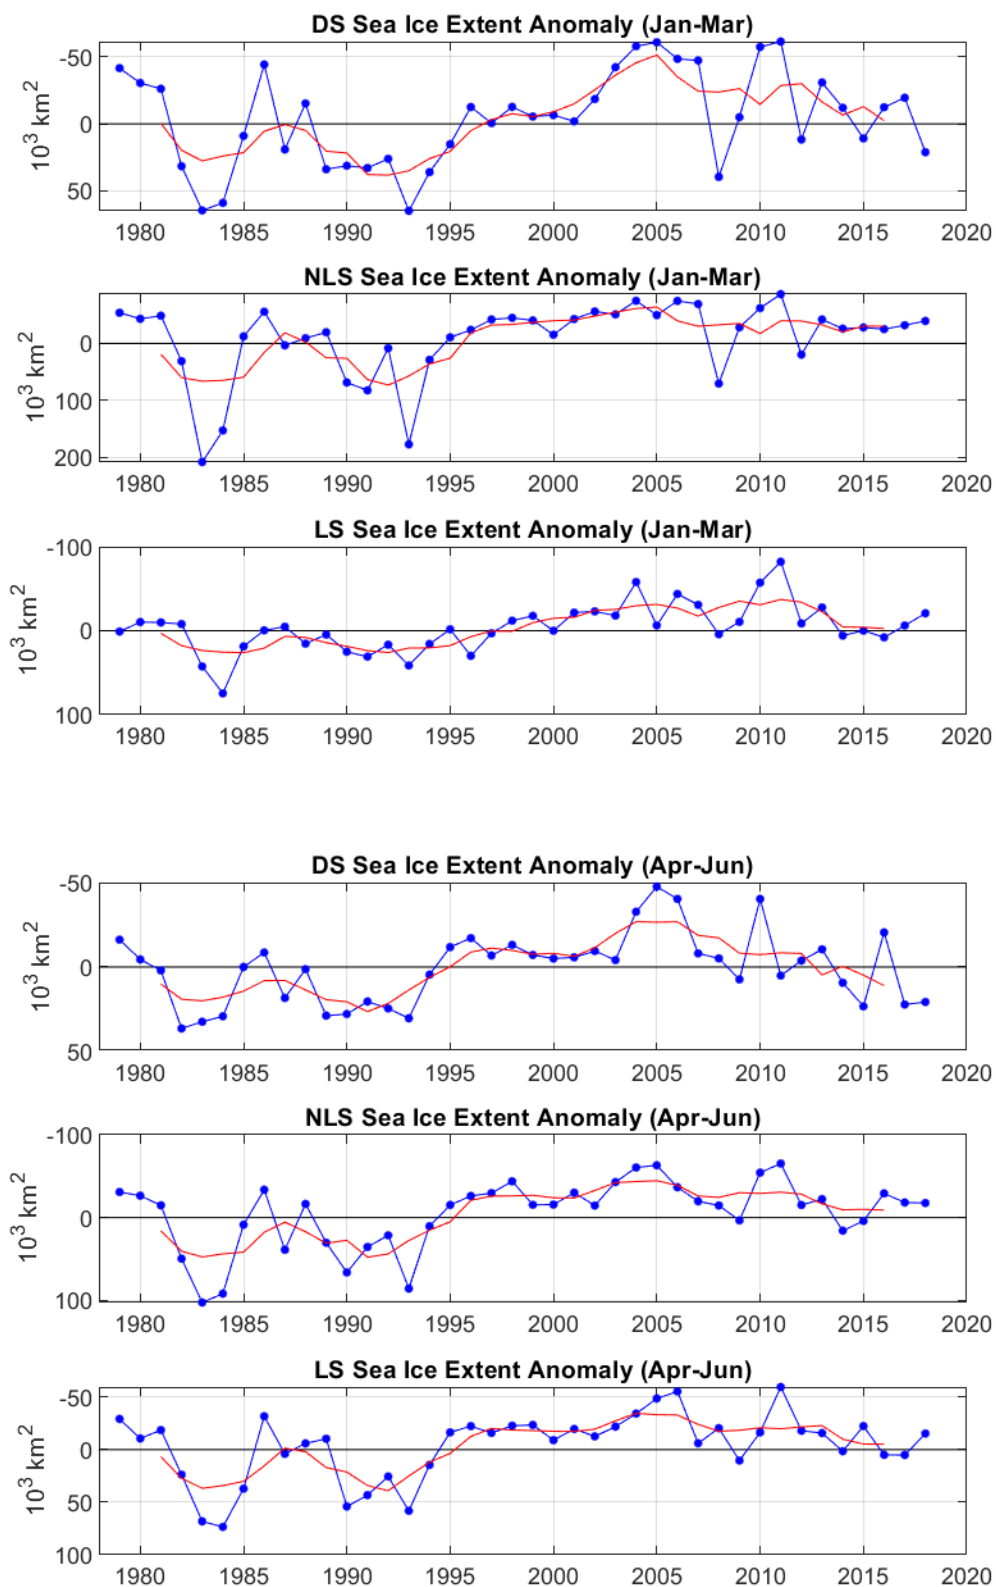 DS Sea Ice Extent Anomaly (Jan-Mar)
-50
0
50
10³ km²
1980 1985 1990 1995 2000 2005 2010 2015 2020
NLS Sea Ice Extent Anomaly (Jan-Mar)
0
100
200
10³ km²
1980 1985 1990 1995 2000 2005 2010 2015 2020
LS Sea Ice Extent Anomaly (Jan-Mar)
-100
0
100
10³ km²
1980 1985 1990 1995 2000 2005 2010 2015 2020
DS Sea Ice Extent Anomaly (Apr-Jun)
-50
0
50
10³ km²
1980 1985 1990 1995 2000 2005 2010 2015 2020
NLS Sea Ice Extent Anomaly (Apr-Jun)
-100
0
100
10³ km²
1980 1985 1990 1995 2000 2005 2010 2015 2020
LS Sea Ice Extent Anomaly (Apr-Jun)
-50
0
50
100
10³ km²
1980 1985 1990 1995 2000 2005 2010 2015 2020